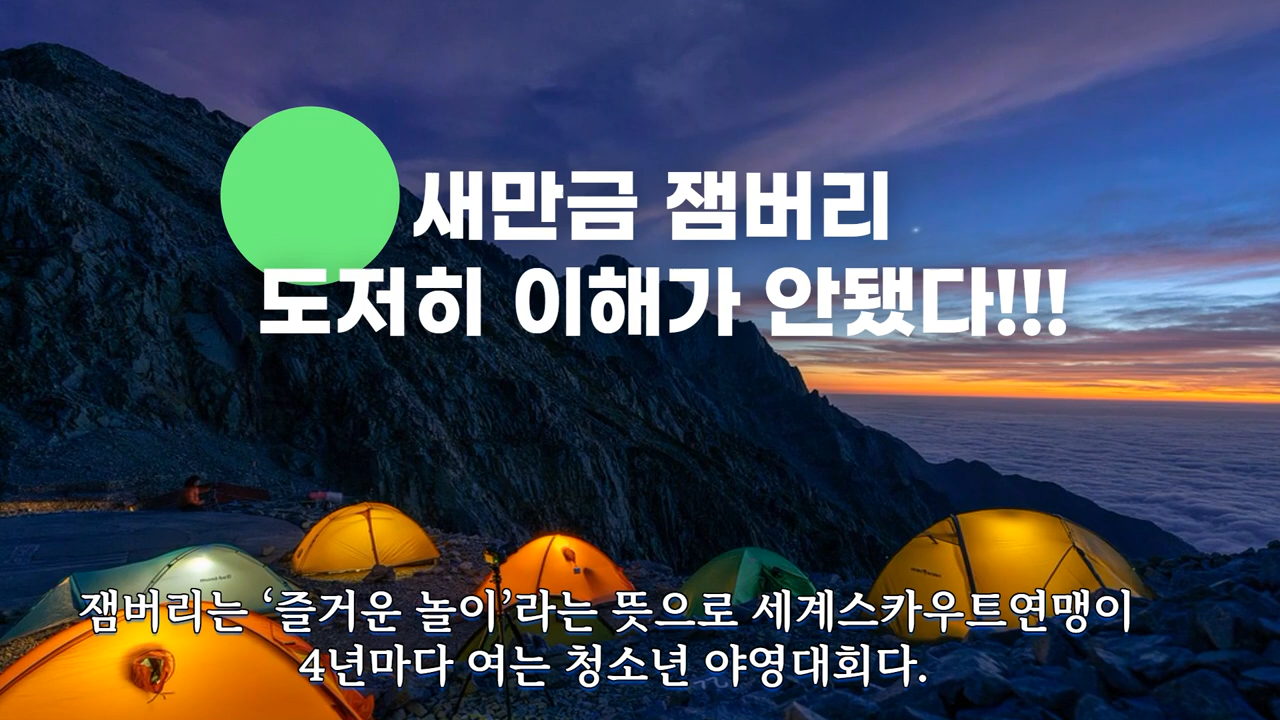 새만금 잼버리
도저히 이해가 안됐다!!!
잼버리는 ‘즐거운 놀이’라는 뜻으로 세계스카우트연맹이
4년마다 여는 청소년 야영대회다.